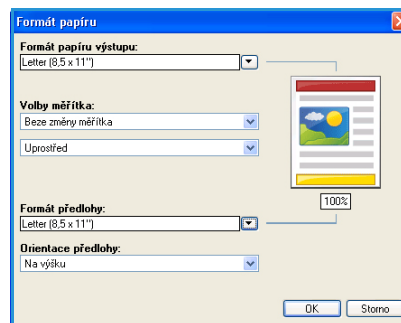 Formát papíru
Formát papíru výstupu:
Letter (8,5 x 11")
Volby měřítka:
Beze změny měřítka
Uprostřed
100%
Formát předlohy:
Letter (8,5 x 11")
Orientace předlohy:
Na výšku
OK
Storno